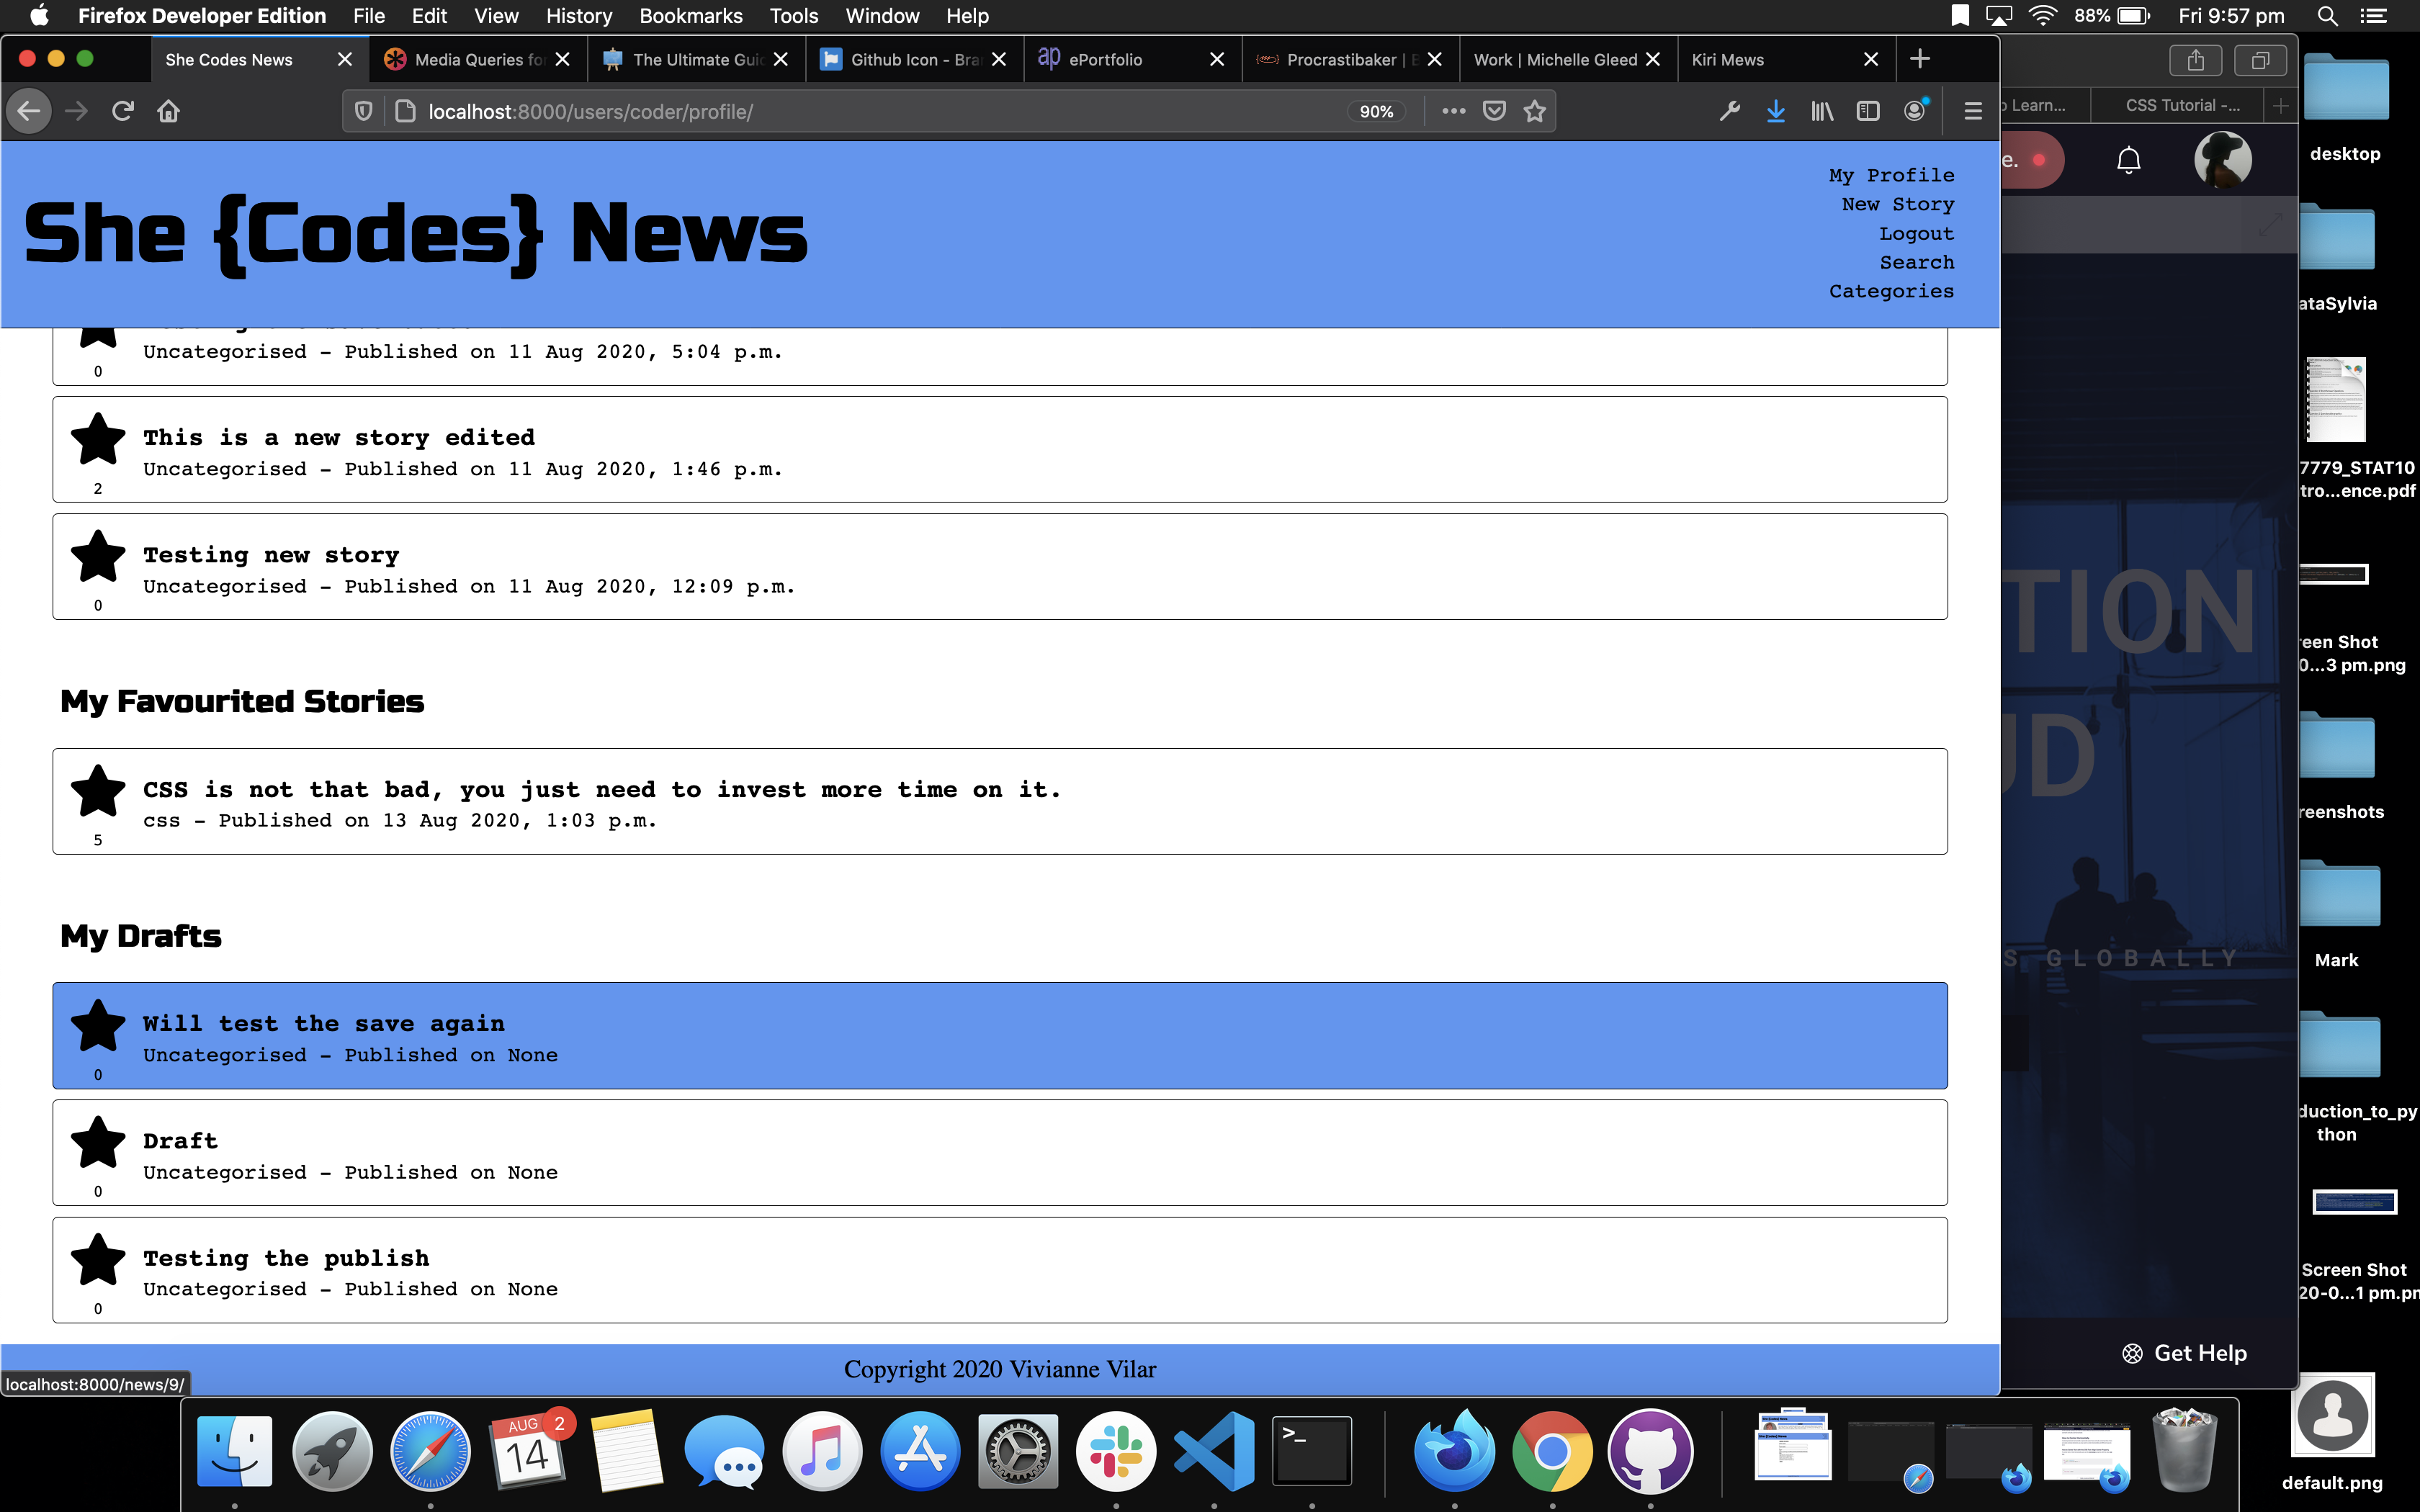 Firefox Developer Edition File Edit View History Bookmarks Tools Window Help 88% Fri 9:57 pm
She Codes News Media Queries for The Ultimate Guid Github Icon - Bra ePortfolio Procrastibaker | Work | Michelle Gleed Kiri Mews
localhost:8000/users/coder/profile/ 90%
Learn... CSS Tutorial -...
She {Codes} News
My Profile
New Story
Logout
Search
Categories
Uncategorised - Published on 11 Aug 2020, 5:04 p.m.
0
This is a new story edited
Uncategorised - Published on 11 Aug 2020, 1:46 p.m.
2
Testing new story
Uncategorised - Published on 11 Aug 2020, 12:09 p.m.
0
My Favourited Stories
CSS is not that bad, you just need to invest more time on it.
css - Published on 13 Aug 2020, 1:03 p.m.
5
My Drafts
Will test the save again
Uncategorised - Published on None
0
Draft
Uncategorised - Published on None
0
Testing the publish
Uncategorised - Published on None
0
Copyright 2020 Vivianne Vilar
localhost:8000/news/9/
e.
TION
UD
S GLOBALLY
Get Help
desktop
ataSylvia
7779_STAT10
tro...ence.pdf
reen Shot
0...3 pm.png
reenshots
Mark
duction_to_py
thon
Screen Shot
20-0...1 pm.pn
default.png
AUG
14
2
>_